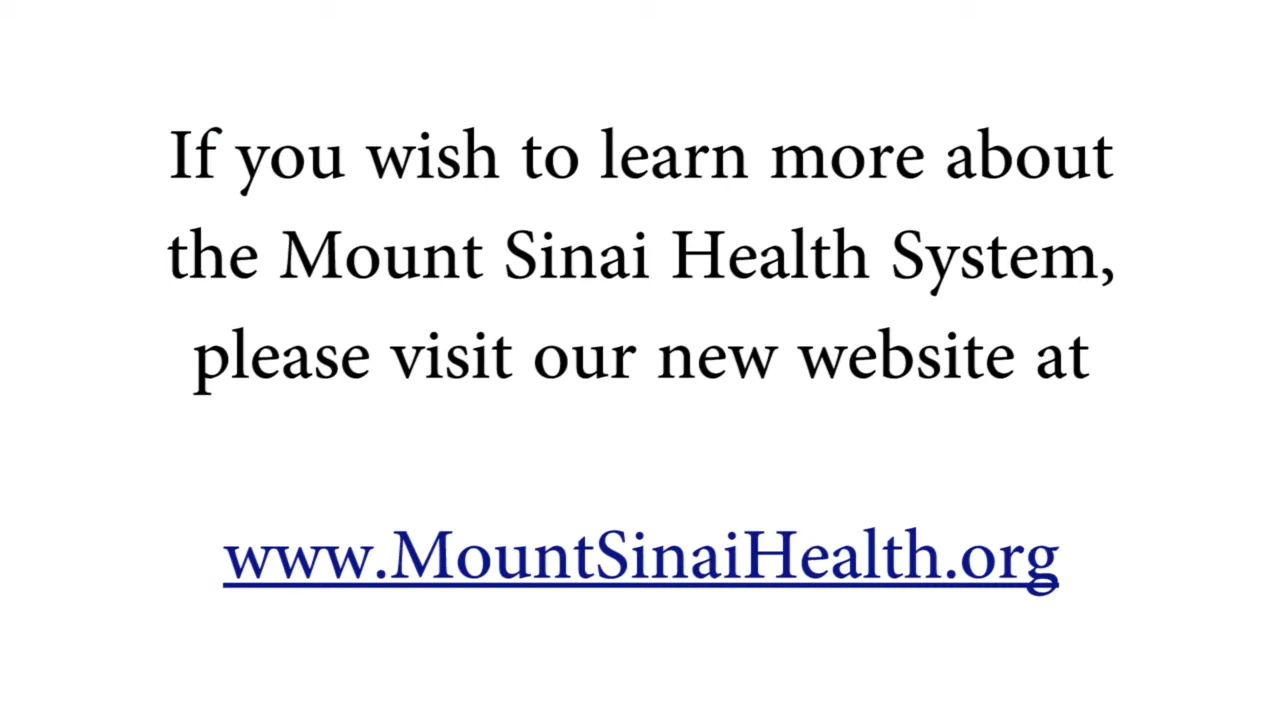 If you wish to learn more about
the Mount Sinai Health System,
please visit our new website at
www.MountSinaiHealth.org